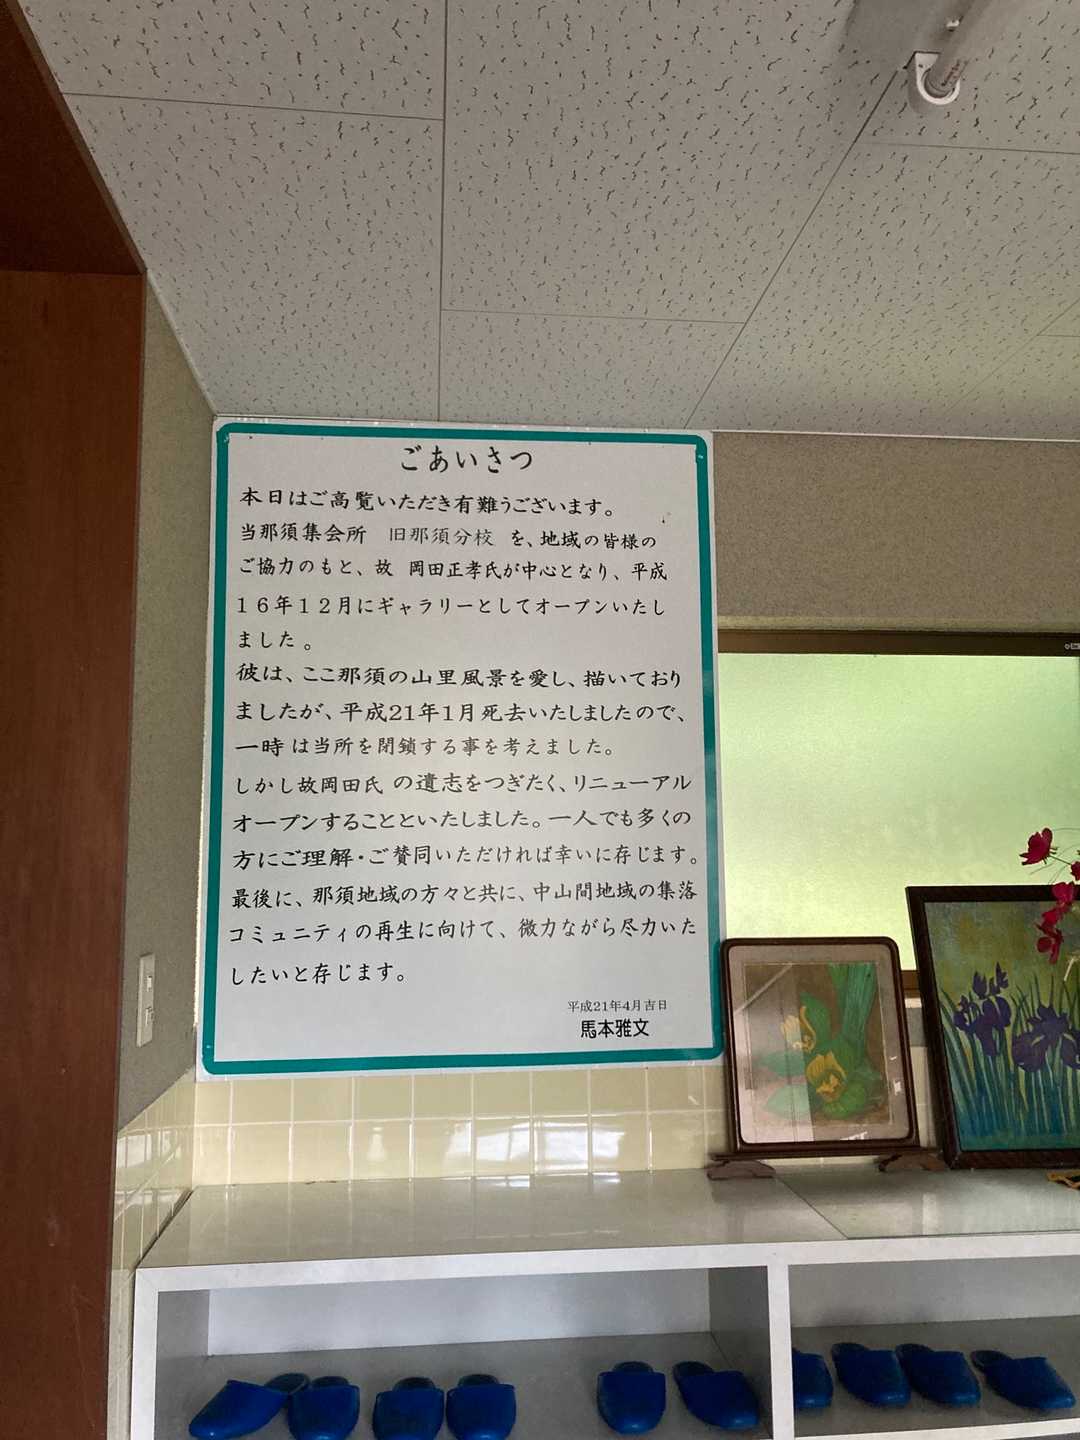 ごあいさつ
本日はご高覧いただき有難うございます。
当那須集会所　旧那須分校　を、地域の皆様の
ご協力のもと、故　岡田正孝氏が中心となり、平成
１６年１２月にギャラリーとしてオープンいたし
ました。
彼は、ここ那須の山里風景を愛し、描いており
ましたが、平成21年1月死去いたしましたので、
一時は当所を閉鎖する事を考えました。
しかし故岡田氏の遺志をつぎたく、リニューアル
オープンすることといたしました。一人でも多くの
方にご理解・ご賛同いただければ幸いに存じます。
最後に、那須地域の方々と共に、中山間地域の集落
コミュニティの再生に向けて、微力ながら尽力いた
したいと存じます。
平成21年4月吉日
馬本雅文